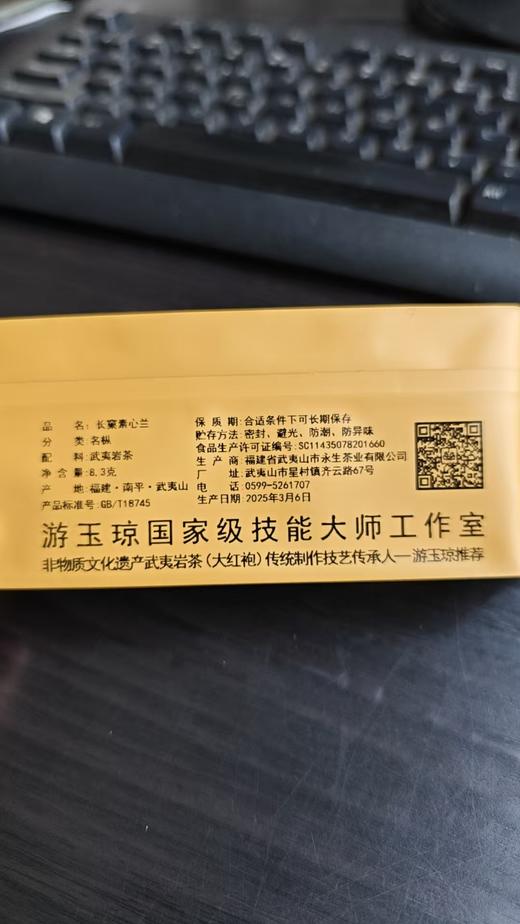 品 名：长窠素心兰
分 类：名枞
配 料：武夷岩茶
净 含 量：8.3克
产 地：福建·南平·武夷山
产品标准号：GB/T18745
保 质 期：合适条件下可长期保存
贮存方法：密封、避光、防潮、防异味
食品生产许可证编号：SC11435078201660
生 产 商：福建省武夷山市永生茶业有限公司
厂 址：武夷山市星村镇齐云路67号
电 话：0599-5261707
生产日期：2025年3月6日
游玉琼国家级技能大师工作室
非物质文化遗产武夷岩茶（大红袍）传统制作技艺传承人—游玉琼推荐